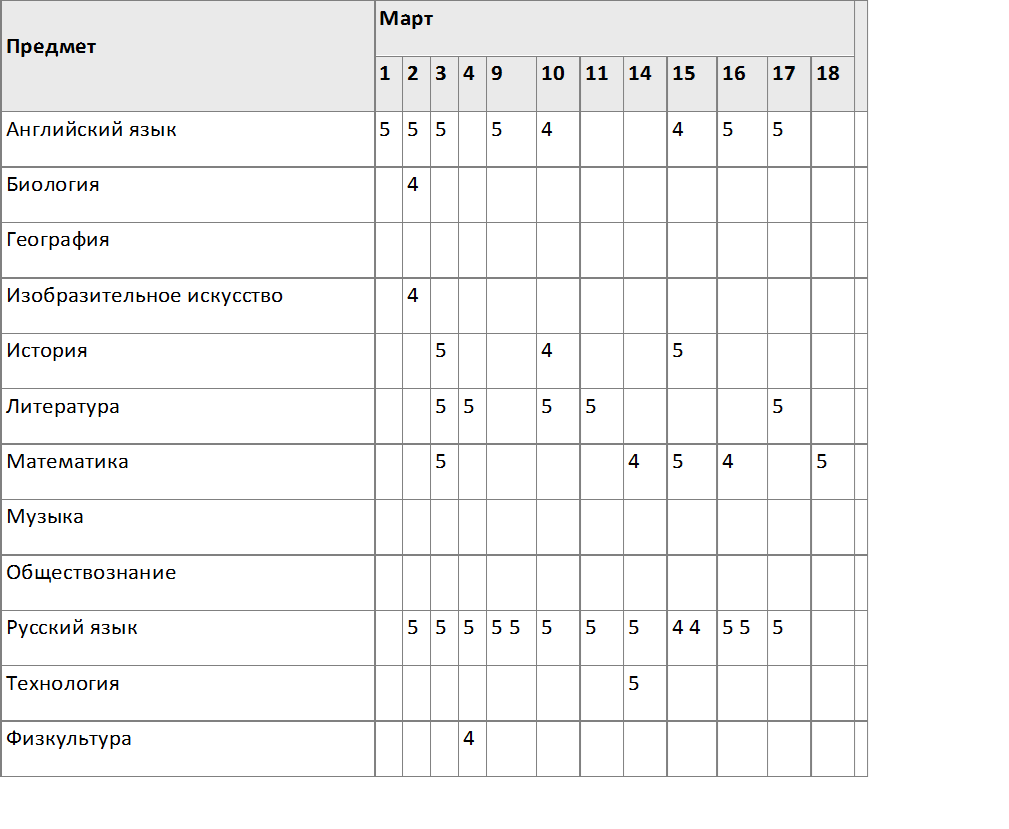 Предмет
Март
1 2 3 4 9 10 11 14 15 16 17 18
Английский язык 5 5 5 5 4 4 5 5
Биология 4
География
Изобразительное искусство 4
История 5 4 5
Литература 5 5 5 5 5
Математика 5 4 5 4 5
Музыка
Обществознание
Русский язык 5 5 5 5 5 5 5 5 4 4 5 5 5
Технология 5
Физкультура 4